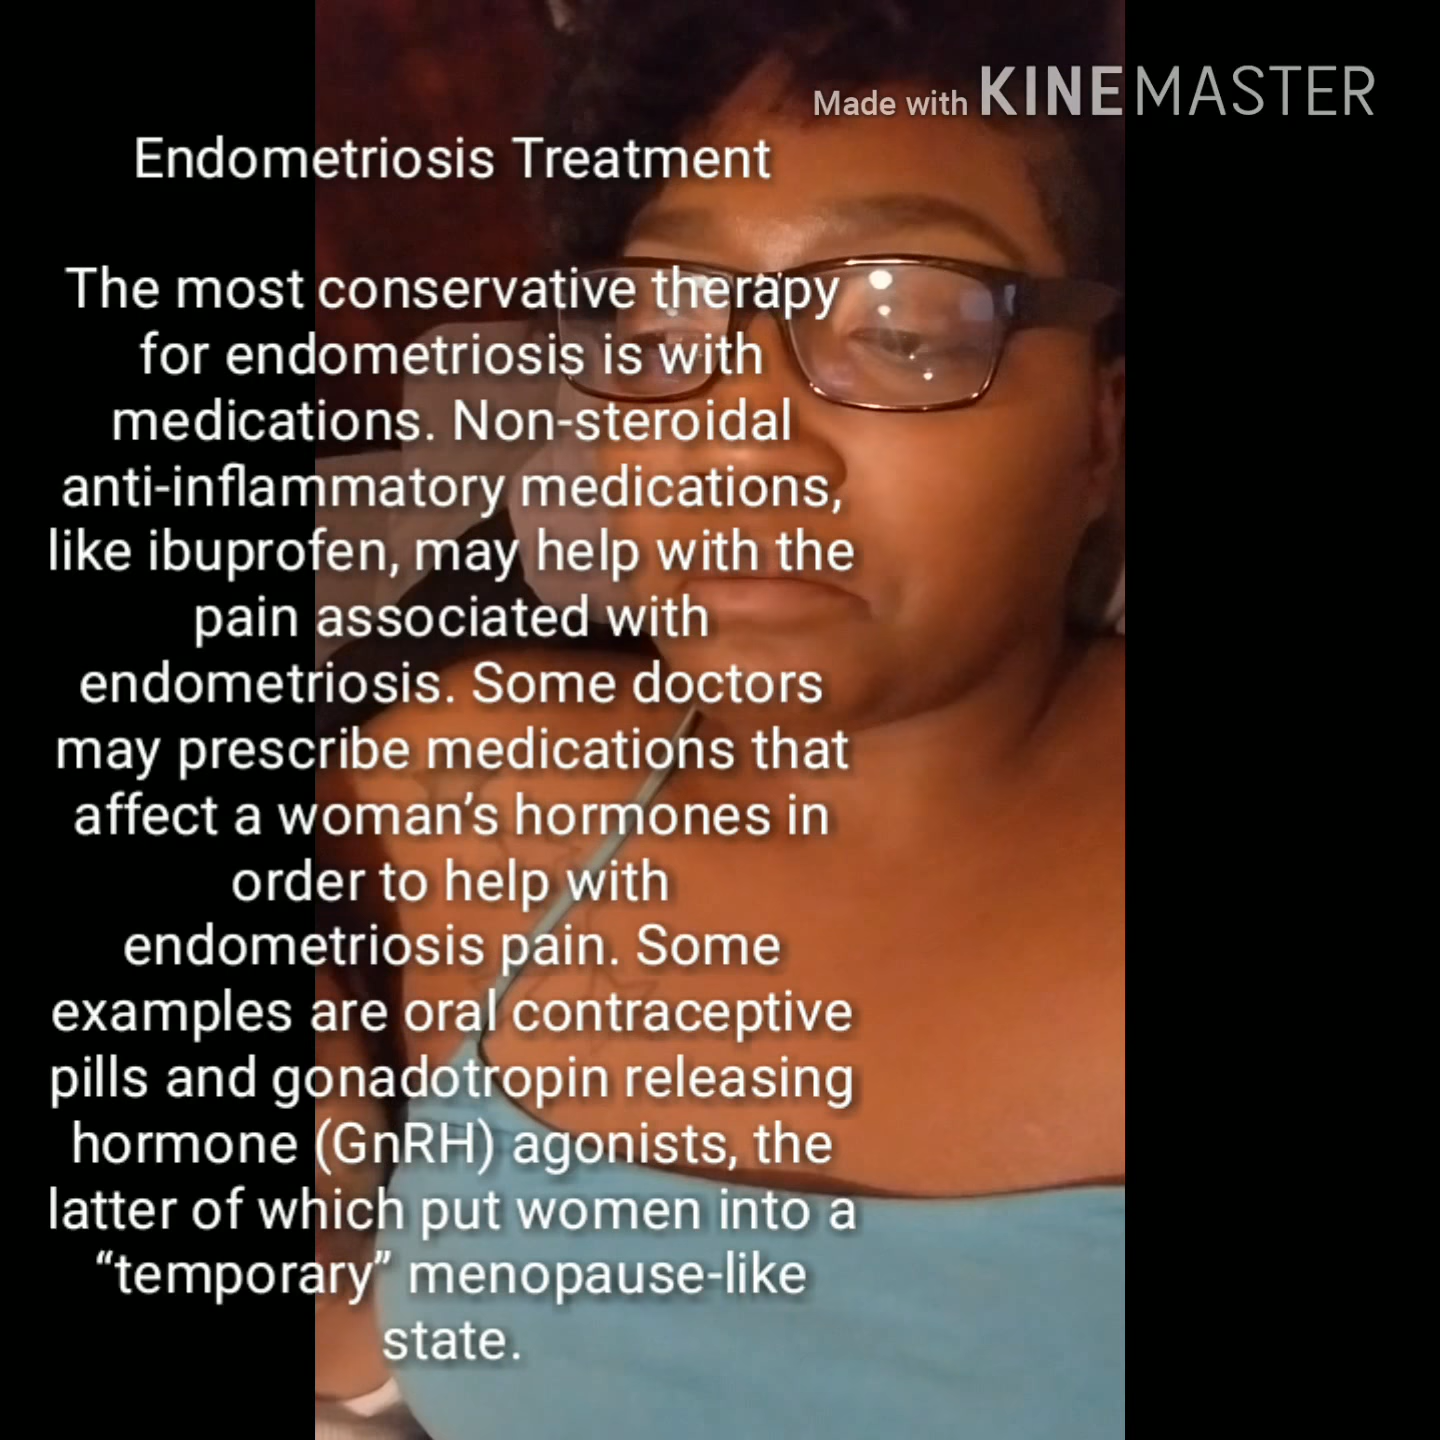 Made with KINEMASTER
Endometriosis Treatment
The most conservative therapy
for endometriosis is with
medications. Non-steroidal
anti-inflammatory medications,
like ibuprofen, may help with the
pain associated with
endometriosis. Some doctors
may prescribe medications that
affect a woman’s hormones in
order to help with
endometriosis pain. Some
examples are oral contraceptive
pills and gonadotropin releasing
hormone (GnRH) agonists, the
latter of which put women into a
“temporary” menopause-like
state.